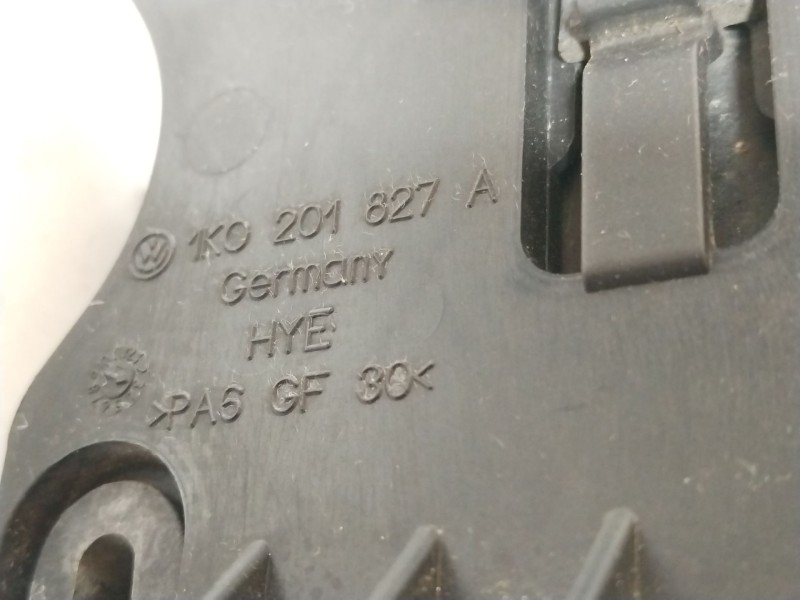 1K0 201 827 A
Germany
HYE
>PA6 GF 30<